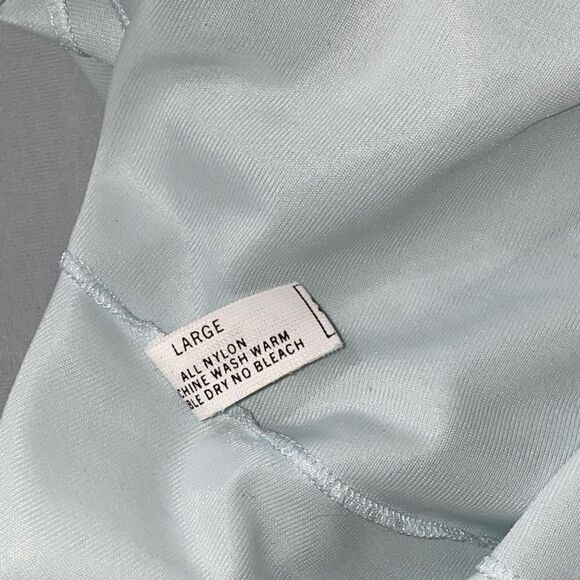 LARGE
ALL NYLON
CHINE WASH WARM
BLE DRY NO BLEACH